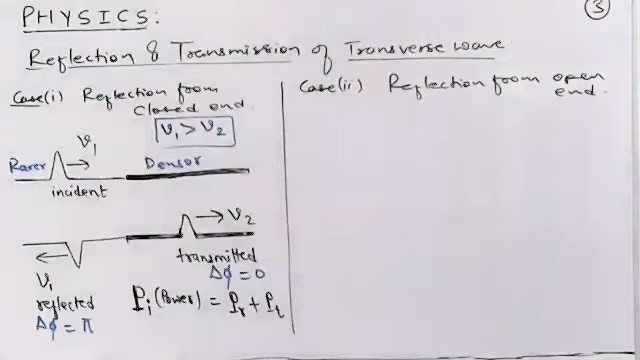 PHYSICS:
3
Reflection & Transmission of Transverse wave
Case(i) Reflection from
closed end.
V₁ > V₂
V₁
Rarer
Densor
incident
V₂
transmitted
Δϕ = 0
V₁
reflected
Δϕ = π
Pi (Power) = Pr + Pt
Case(ii) Reflection from open
end.